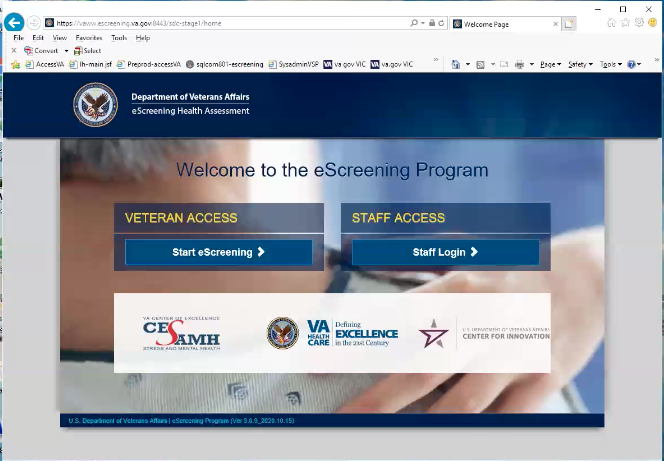 https://vaww.escreening.va.gov:8443/sdc-stage1/home
Welcome Page
File Edit View Favorites Tools Help
Convert Select
AccessVA lh-main jsf Preprod-accessVA sqlcom801-escreening SysadminVSP va gov VIC va.gov VIC Page Safety Tools
Department of Veterans Affairs
eScreening Health Assessment
Welcome to the eScreening Program
VETERAN ACCESS
Start eScreening
STAFF ACCESS
Staff Login
VA CENTER OF EXCELLENCE
CESAMH
STRESS AND MENTAL HEALTH
VA
HEALTH
CARE
Defining
EXCELLENCE
in the 21st Century
U.S. DEPARTMENT OF VETERANS AFFAIRS
CENTER FOR INNOVATION
U.S. Department of Veterans Affairs | eScreening Program (Ver 3.0.9_2020.10.15)